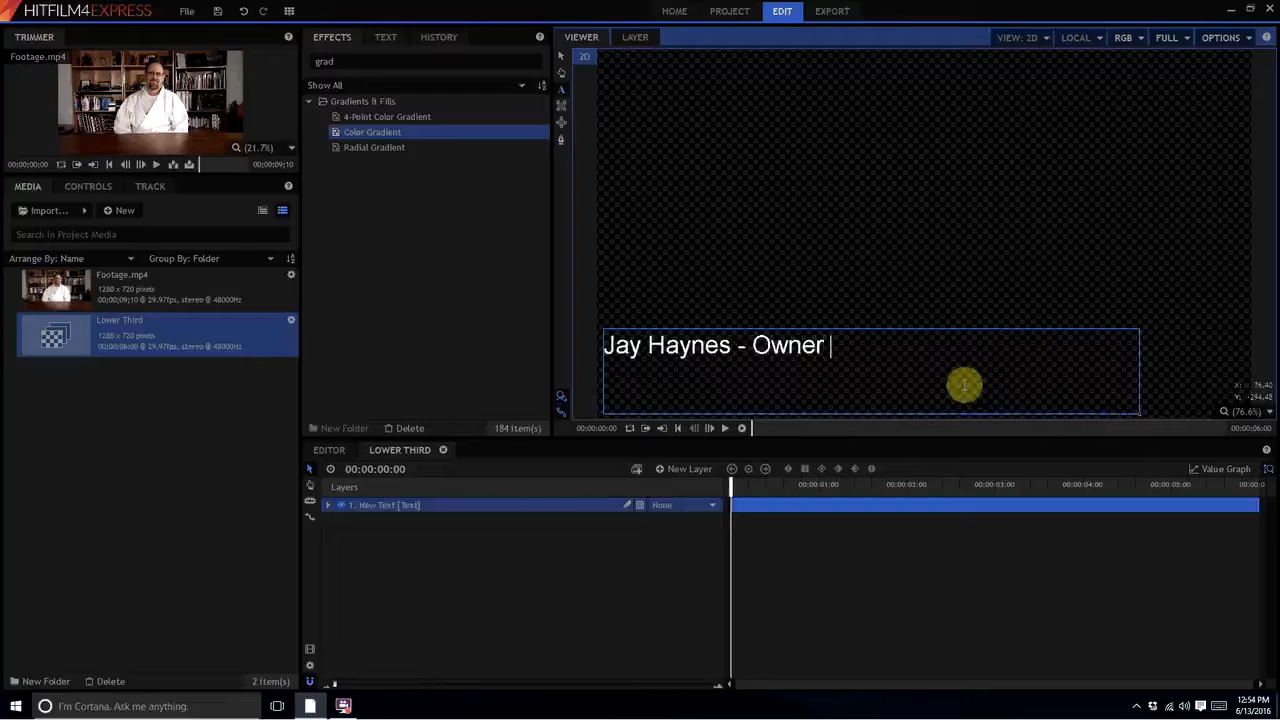 HITFILM4EXPRESS File HOME PROJECT EDIT EXPORT
TRIMMER
Footage.mp4
(21.7%)
00;00;00;00 00;00;09;10
MEDIA CONTROLS TRACK
Import... New
Search in Project Media
Arrange By: Name Group By: Folder
Footage.mp4
1280 x 720 pixels
00;00;09;10 @ 29.97fps, stereo @ 48000Hz
Lower Third
1280 x 720 pixels
00:00:06:00 @ 29.97fps, stereo @ 48000Hz
New Folder Delete 2 item(s)
EFFECTS TEXT HISTORY
grad
Show All
Gradients & Fills
4-Point Color Gradient
Color Gradient
Radial Gradient
New Folder Delete 184 item(s)
VIEWER LAYER VIEW: 2D LOCAL RGB FULL OPTIONS
2D
Jay Haynes - Owner
X: 76.40
Y: -294.48
(76.6%)
00:00:00:00 00:00:06:00
EDITOR LOWER THIRD
00:00:00:00 New Layer Value Graph
Layers 00:00:01:00 00:00:02:00 00:00:03:00 00:00:04:00 00:00:05:00 00:00:0
1. New Text [Text] None
I'm Cortana. Ask me anything.
12:54 PM
6/13/2016